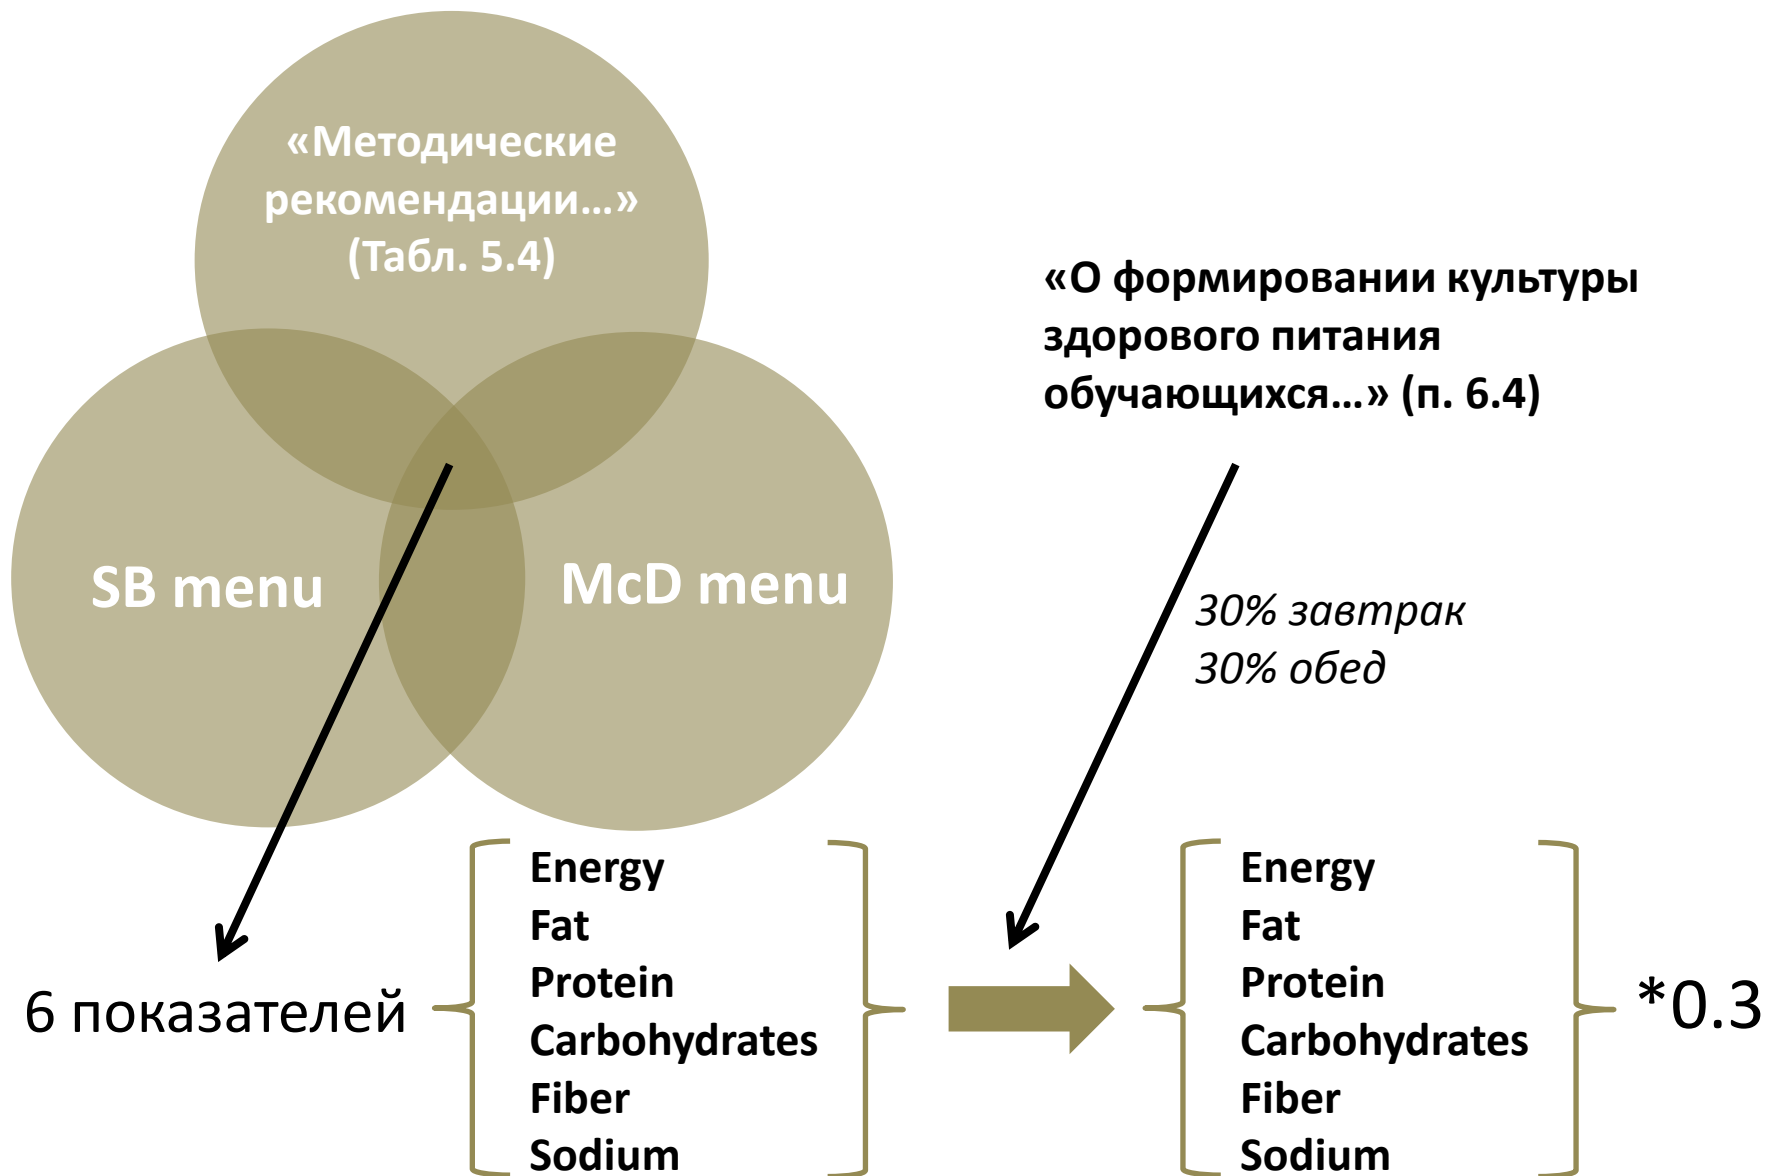 «Методические
рекомендации...»
(Табл. 5.4)
SB menu
McD menu
«О формировании культуры
здорового питания
обучающихся...» (п. 6.4)
30% завтрак
30% обед
6 показателей
Energy
Fat
Protein
Carbohydrates
Fiber
Sodium
Energy
Fat
Protein
Carbohydrates
Fiber
Sodium
*0.3